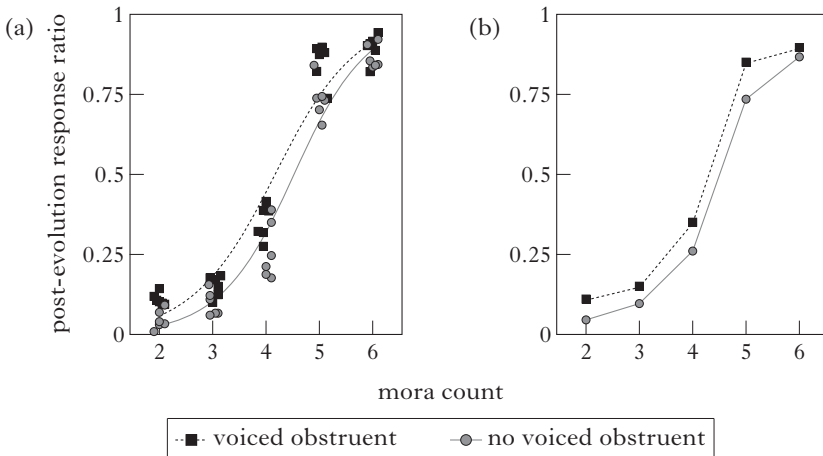 (a)
(b)
post-evolution response ratio
1
0.75
0.5
0.25
0
2 3 4 5 6
1
0.75
0.5
0.25
0
2 3 4 5 6
mora count
voiced obstruent no voiced obstruent